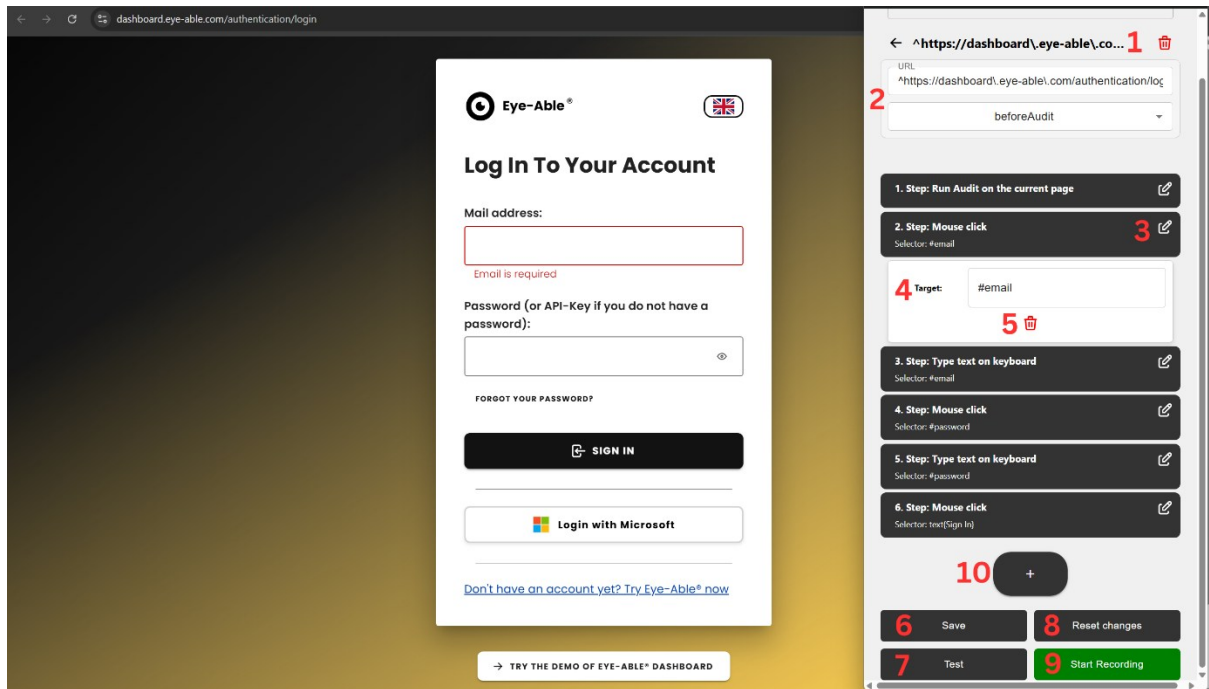 dashboard.eye-able.com/authentication/login
Eye-Able®
Log In To Your Account
Mail address:
Email is required
Password (or API-Key if you do not have a
password):
FORGOT YOUR PASSWORD?
SIGN IN
Login with Microsoft
Don't have an account yet? Try Eye-Able® now
TRY THE DEMO OF EYE-ABLE® DASHBOARD
^https://dashboard\.eye-able\.co... 1
URL
^https://dashboard\.eye-able\.com/authentication/log
2
beforeAudit
1. Step: Run Audit on the current page
2. Step: Mouse click
3
Selector: #email
4 Target: #email
5
3. Step: Type text on keyboard
Selector: #email
4. Step: Mouse click
Selector: #password
5. Step: Type text on keyboard
Selector: #password
6. Step: Mouse click
Selector: text(Sign In)
10 +
6 Save
8 Reset changes
7 Test
9 Start Recording